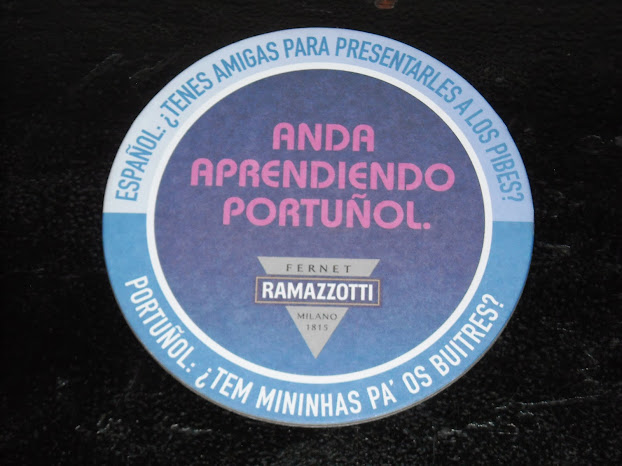 ESPAÑOL: ¿TENES AMIGAS PARA PRESENTARLES A LOS PIBES?
ANDA
APRENDIENDO
PORTUÑOL.
FERNET
RAMAZZOTTI
MILANO
1815
PORTUÑOL: ¿TEM MININHAS PA' OS BUITRES?